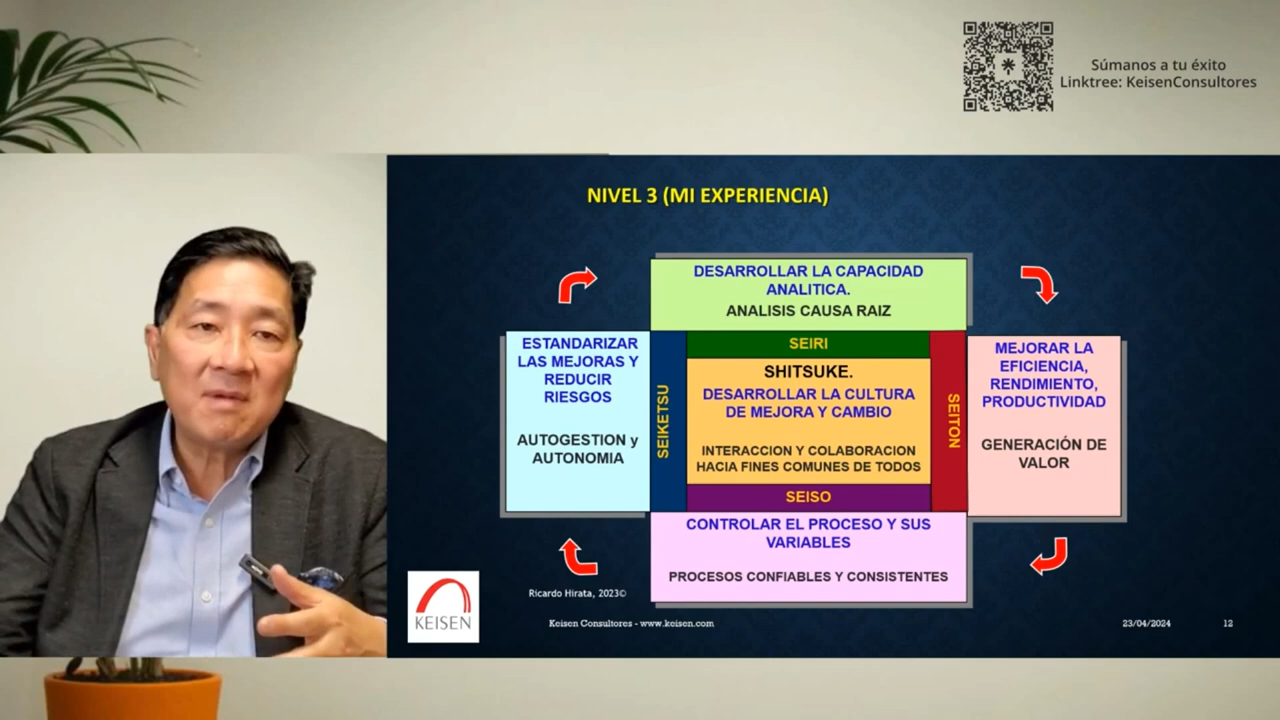 Súmanos a tu éxito
Linktree: KeisenConsultores
NIVEL 3 (MI EXPERIENCIA)
DESARROLLAR LA CAPACIDAD
ANALITICA.
ANALISIS CAUSA RAIZ
ESTANDARIZAR
LAS MEJORAS Y
REDUCIR
RIESGOS
AUTOGESTION y
AUTONOMIA
SEIKETSU
SEIRI
SHITSUKE.
DESARROLLAR LA CULTURA
DE MEJORA Y CAMBIO
INTERACCION Y COLABORACION
HACIA FINES COMUNES DE TODOS
SEISO
SEITON
MEJORAR LA
EFICIENCIA,
RENDIMIENTO,
PRODUCTIVIDAD
GENERACIÓN DE
VALOR
CONTROLAR EL PROCESO Y SUS
VARIABLES
PROCESOS CONFIABLES Y CONSISTENTES
Ricardo Hirata, 2023©
KEISEN
Keisen Consultores - www.keisen.com
23/04/2024
12